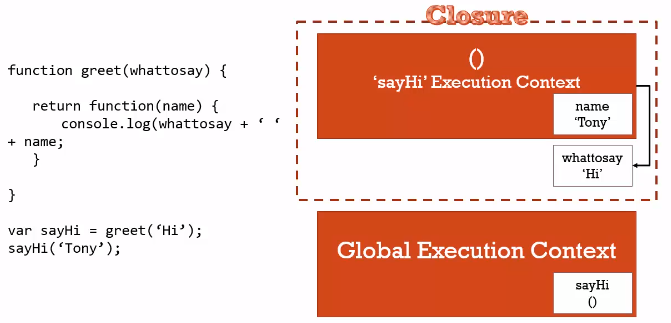 function greet(whattosay) {
return function(name) {
console.log(whattosay + ‘ ‘
+ name;
}
}
var sayHi = greet(‘Hi’);
sayHi(‘Tony’);
Closure
()
‘sayHi’ Execution Context
name
‘Tony’
whattosay
‘Hi’
Global Execution Context
sayHi
()